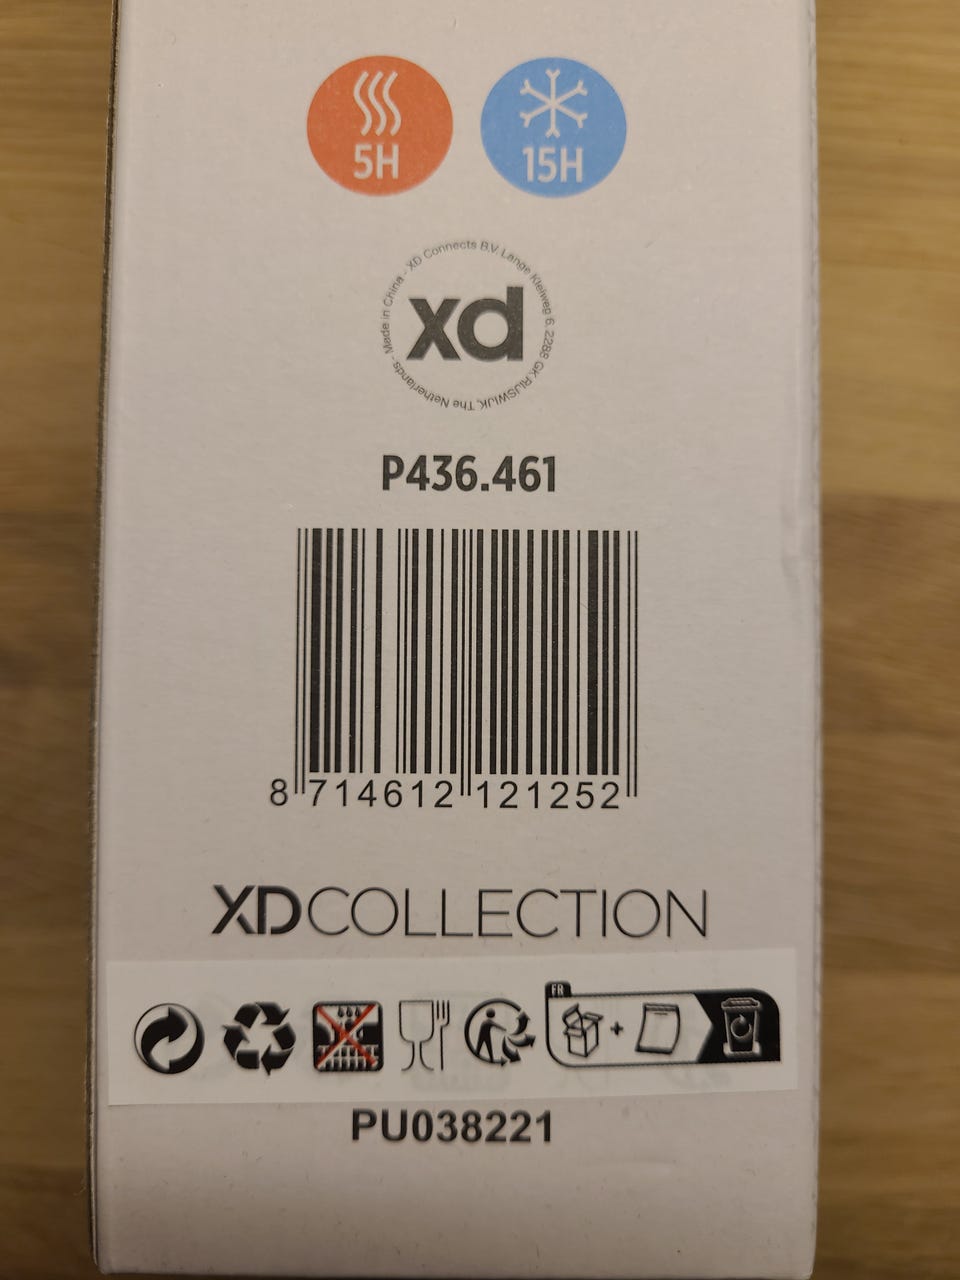 5H
15H
XD Connects B.V. Lange Kleiweg 6, 2288 GK RIJSWIJK, The Netherlands - Made in China -
xd
P436.461
8 714612 121252
XDCOLLECTION
FR
+
PU038221